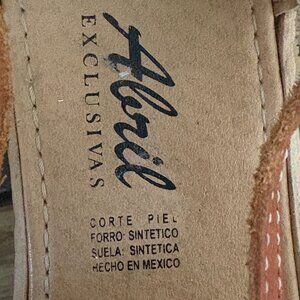 Abril
EXCLUSIVAS
CORTE PIEL
FORRO: SINTETICO
SUELA: SINTETICA
HECHO EN MEXICO